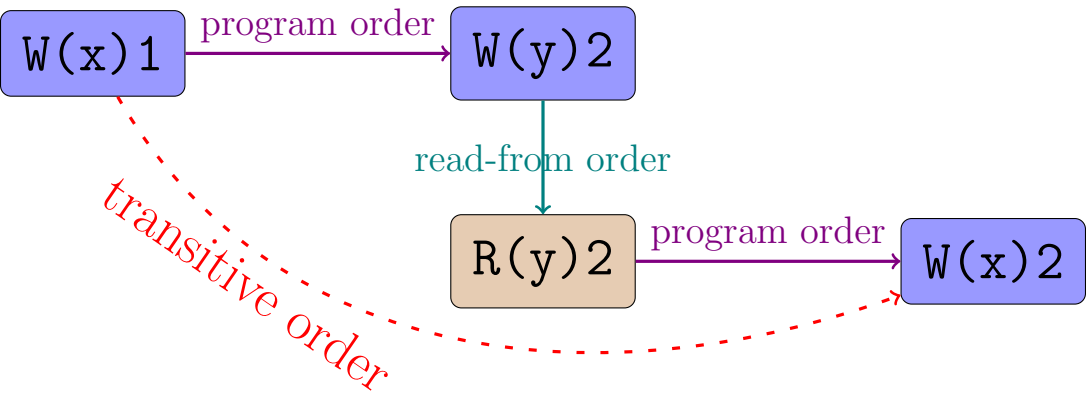 W(x)1
program order
W(y)2
read-from order
R(y)2
program order
W(x)2
transitive order